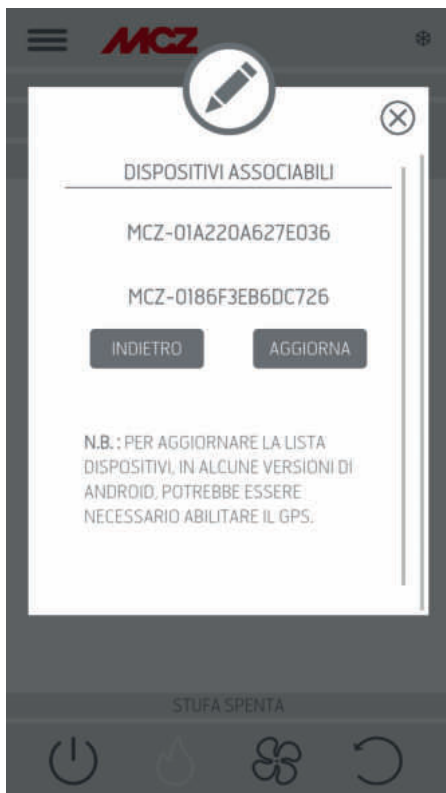 MCZ
DISPOSITIVI ASSOCIABILI
MCZ-01A220A627E036
MCZ-0186F3EB6DC726
INDIETRO
AGGIORNA
N.B. : PER AGGIORNARE LA LISTA
DISPOSITIVI, IN ALCUNE VERSIONI DI
ANDROID, POTREBBE ESSERE
NECESSARIO ABILITARE IL GPS.
STUFA SPENTA